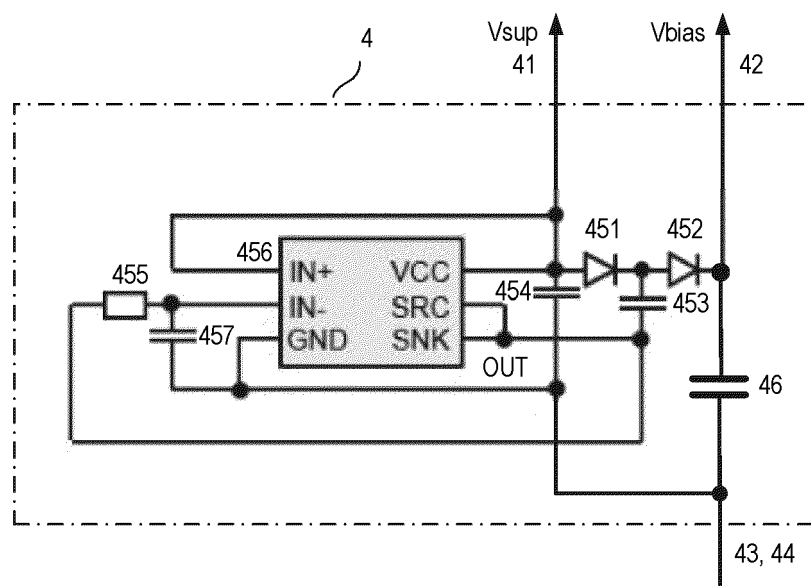 4
Vsup
41
Vbias
42
456
451
452
455
IN+
VCC
454
453
IN-
SRC
457
GND
SNK
OUT
46
43, 44